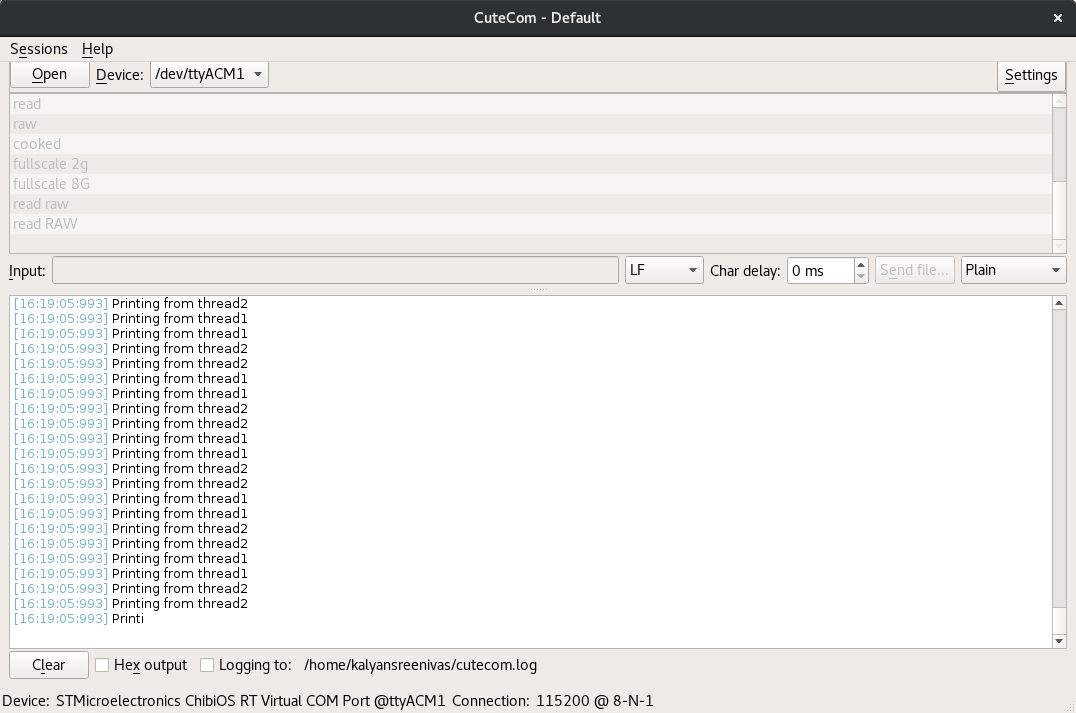 CuteCom - Default ×
Sessions Help
Open Device: /dev/ttyACM1 Settings
read
raw
cooked
fullscale 2g
fullscale 8G
read raw
read RAW
Input: LF Char delay: 0 ms Send file... Plain
[16:19:05:993] Printing from thread2
[16:19:05:993] Printing from thread1
[16:19:05:993] Printing from thread1
[16:19:05:993] Printing from thread2
[16:19:05:993] Printing from thread2
[16:19:05:993] Printing from thread1
[16:19:05:993] Printing from thread1
[16:19:05:993] Printing from thread2
[16:19:05:993] Printing from thread2
[16:19:05:993] Printing from thread1
[16:19:05:993] Printing from thread1
[16:19:05:993] Printing from thread2
[16:19:05:993] Printing from thread2
[16:19:05:993] Printing from thread1
[16:19:05:993] Printing from thread1
[16:19:05:993] Printing from thread2
[16:19:05:993] Printing from thread2
[16:19:05:993] Printing from thread1
[16:19:05:993] Printing from thread1
[16:19:05:993] Printing from thread2
[16:19:05:993] Printing from thread2
[16:19:05:993] Printi
Clear Hex output Logging to: /home/kalyansreenivas/cutecom.log
Device: STMicroelectronics ChibiOS RT Virtual COM Port @ttyACM1 Connection: 115200 @ 8-N-1